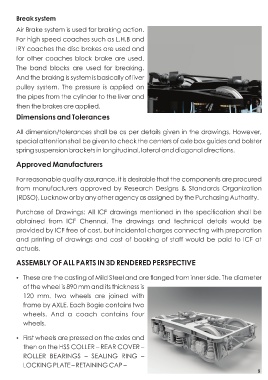 Break system
Air Brake system is used for braking action.
For high speed coaches such as L.H.B and
IRY coaches the disc brakes are used and
for other coaches block brake are used.
The band blocks are used for breaking.
And the braking is system is basically of liver
pulley system. The pressure is applied on
the pipes from the cylinder to the liver and
then the brakes are applied.
Dimensions and Tolerances
All dimension/tolerances shall be as per details given in the drawings. However,
special attention shall be given to check the centers of axle box guides and bolster
spring suspension brackets in longitudinal, lateral and diagonal directions.
Approved Manufacturers
For reasonable quality assurance, it is desirable that the components are procured
from manufacturers approved by Research Designs & Standards Organization
(RDSO), Lucknow or by any other agency as assigned by the Purchasing Authority.
Purchase of Drawings: All ICF drawings mentioned in the specification shall be
obtained from ICF Chennai. The drawings and technical details would be
provided by ICF free of cost, but incidental charges connecting with preparation
and printing of drawings and cost of booking of staff would be paid to ICF at
actuals.
ASSEMBLY OF ALL PARTS IN 3D RENDERED PERSPECTIVE
• These are the casting of Mild Steel and are flanged from inner side. The diameter
of the wheel is 890 mm and its thickness is
120 mm. Two wheels are joined with
frame by AXLE. Each Bogie contains two
wheels. And a coach contains four
wheels.
• First wheels are pressed on the axles and
then on the HSS COLLER – REAR COVER –
ROLLER BEARINGS – SEALING RING –
LOCKING PLATE – RETAINING CAP –